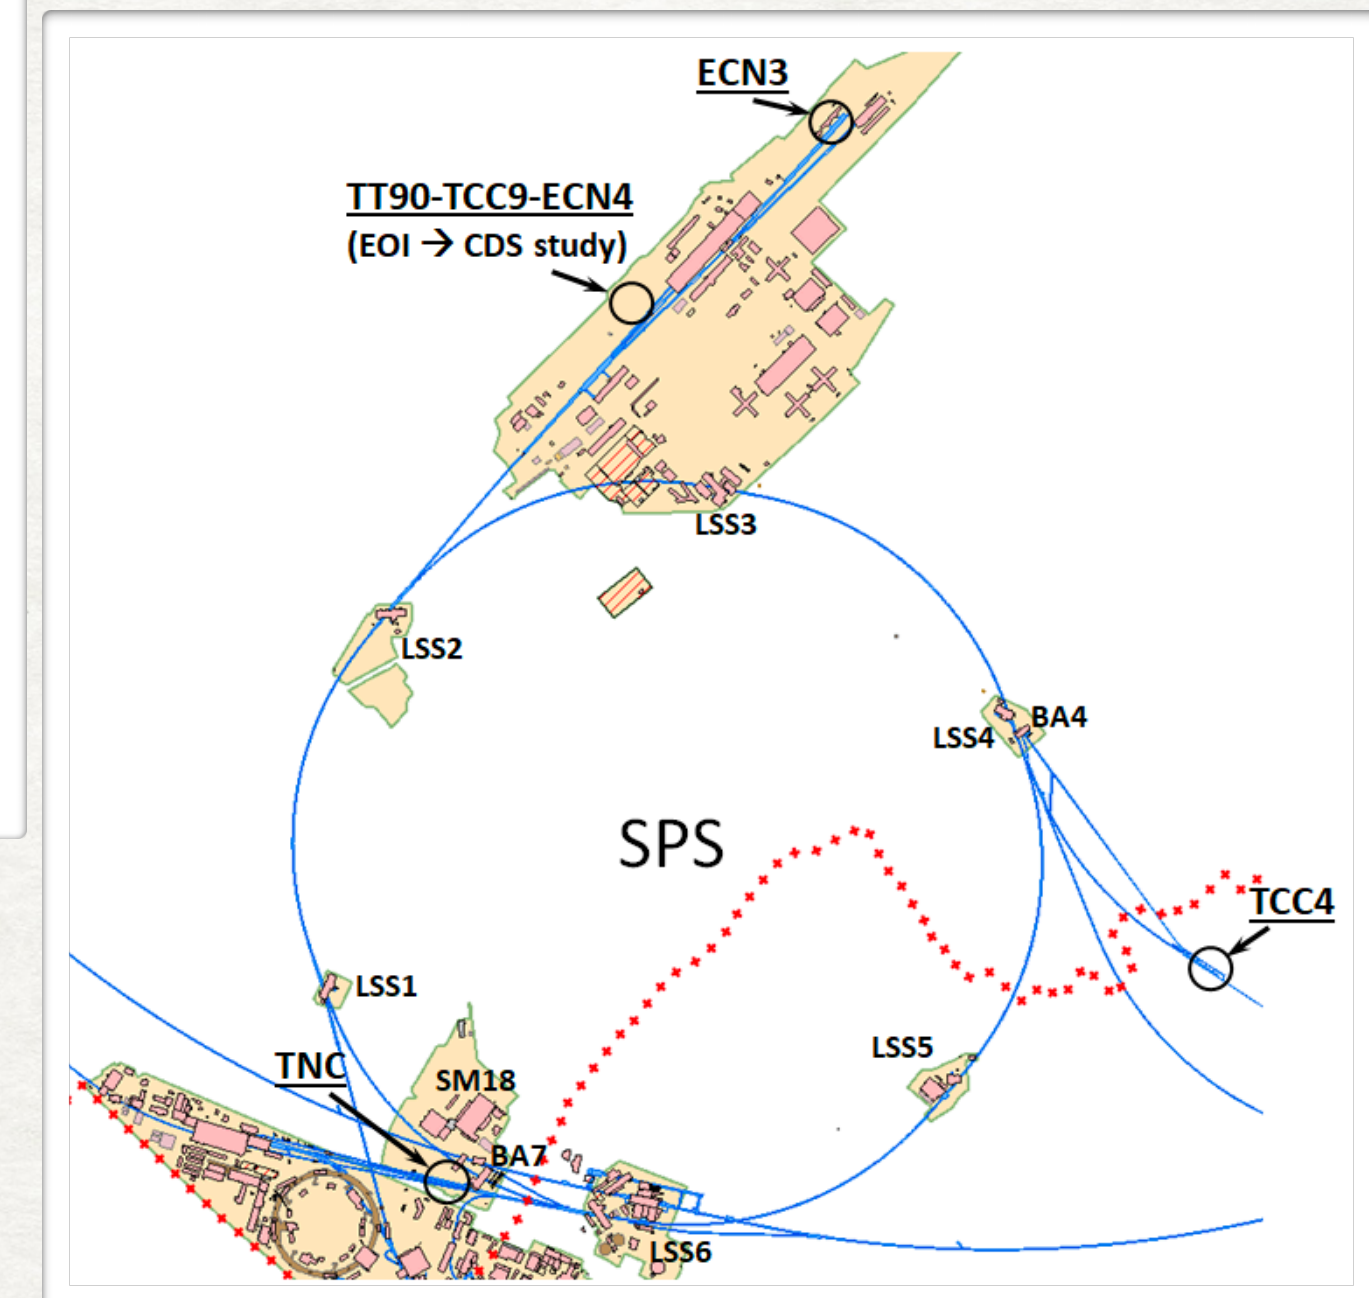 ECN3
TT90-TCC9-ECN4
(EOI → CDS study)
LSS3
LSS2
BA4
LSS4
SPS
TCC4
LSS1
LSS5
TNC
SM18
BA7
LSS6